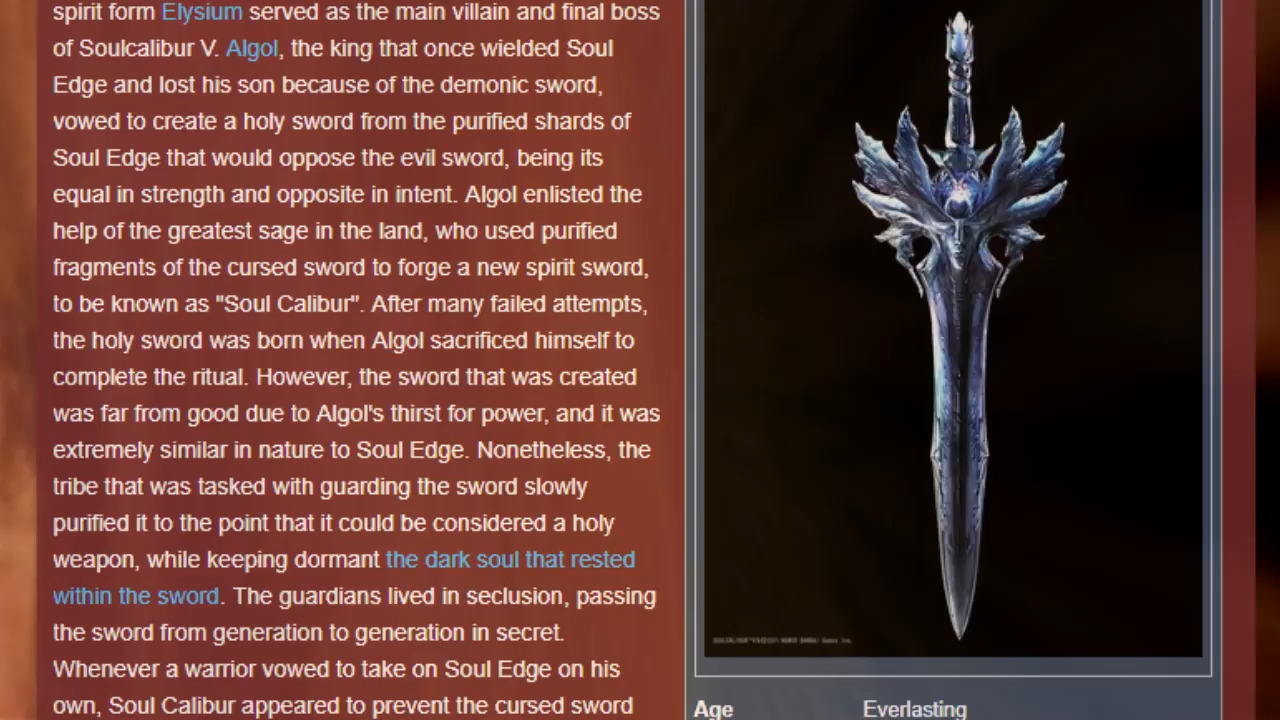 spirit form Elysium served as the main villain and final boss
of Soulcalibur V. Algol, the king that once wielded Soul
Edge and lost his son because of the demonic sword,
vowed to create a holy sword from the purified shards of
Soul Edge that would oppose the evil sword, being its
equal in strength and opposite in intent. Algol enlisted the
help of the greatest sage in the land, who used purified
fragments of the cursed sword to forge a new spirit sword,
to be known as "Soul Calibur". After many failed attempts,
the holy sword was born when Algol sacrificed himself to
complete the ritual. However, the sword that was created
was far from good due to Algol's thirst for power, and it was
extremely similar in nature to Soul Edge. Nonetheless, the
tribe that was tasked with guarding the sword slowly
purified it to the point that it could be considered a holy
weapon, while keeping dormant the dark soul that rested
within the sword. The guardians lived in seclusion, passing
the sword from generation to generation in secret.
Whenever a warrior vowed to take on Soul Edge on his
own, Soul Calibur appeared to prevent the cursed sword
Age Everlasting